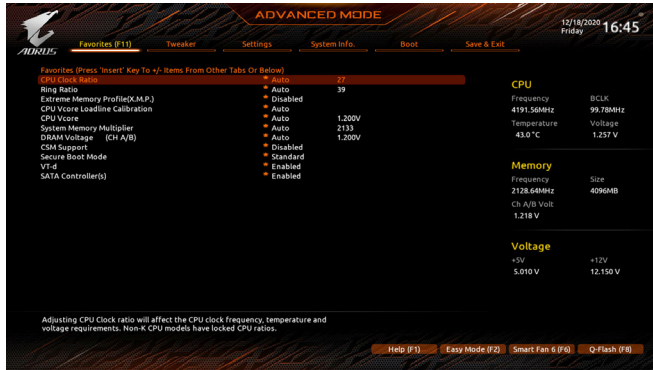 ADVANCED MODE
12/18/2020 Friday 16:45
AORUS
Favorites (F11) Tweaker Settings System Info. Boot Save & Exit
Favorites (Press 'Insert' Key To +/- Items From Other Tabs Or Below)
CPU Clock Ratio * Auto 27
Ring Ratio * Auto 39
Extreme Memory Profile(X.M.P.) * Disabled
CPU Vcore Loadline Calibration * Auto
CPU Vcore * Auto 1.200V
System Memory Multiplier * Auto 2133
DRAM Voltage (CH A/B) * Auto 1.200V
CSM Support * Disabled
Secure Boot Mode * Standard
VT-d * Enabled
SATA Controller(s) * Enabled
CPU
Frequency BCLK
4191.56MHz 99.78MHz
Temperature Voltage
43.0 °C 1.257 V
Memory
Frequency Size
2128.64MHz 4096MB
Ch A/B Volt
1.218 V
Voltage
+5V +12V
5.010 V 12.150 V
Adjusting CPU Clock ratio will affect the CPU clock frequency, temperature and
voltage requirements. Non-K CPU models have locked CPU ratios.
Help (F1) Easy Mode (F2) Smart Fan 6 (F6) Q-Flash (F8)